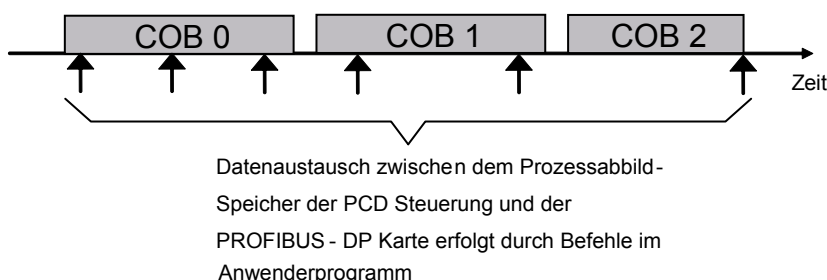 COB 0
COB 1
COB 2
Zeit
Datenaustausch zwischen dem Prozessabbild-
Speicher der PCD Steuerung und der
PROFIBUS - DP Karte erfolgt durch Befehle im
Anwenderprogramm